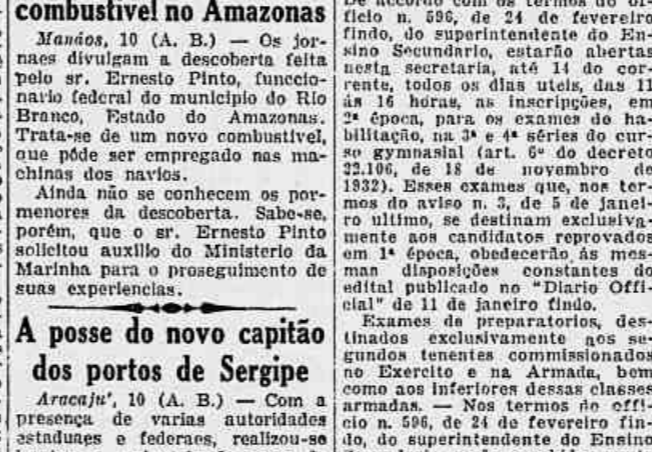 combustivel no Amazonas
Manáos, 10 (A. B.) — Os jor-
naes divulgam a descoberta feita
pelo sr. Ernesto Pinto, funccio-
nario federal do municipio do Rio
Branco, Estado do Amazonas.
Trata-se de um novo combustivel,
que póde ser empregado nas ma-
chinas dos navios.
Ainda não se conhecem os por-
menores da descoberta. Sabe-se,
porém, que o sr. Ernesto Pinto
solicitou auxilio do Ministerio da
Marinha para o proseguimento de
suas experiencias.
A posse do novo capitão
dos portos de Sergipe
Aracaju', 10 (A. B.) — Com a
presença de varias autoridades
estaduaes e federaes, realizou-se
De accordo com os termos do of-
ficio n. 596, de 24 de fevereiro
findo, do superintendente do En-
sino Secundario, estarão abertas
nesta secretaria, até 14 do cor-
rente, todos os dias uteis, das 11
ás 16 horas, as inscripções, em
2ª época, para os exames de ha-
bilitação, na 3ª e 4ª séries do cur-
so gymnasial (art. 6º do decreto
22.106, de 18 de novembro de
1932). Esses exames que, nos ter-
mos do aviso n. 3, de 5 de janei-
ro ultimo, se destinam exclusiva-
mente aos candidatos reprovados
em 1ª época, obedecerão ás mes-
mas disposições constantes do
edital publicado no "Diario Offi-
cial" de 11 de janeiro findo.
Exames de preparatorios, des-
tinados exclusivamente aos se-
gundos tenentes commissionados
no Exercito e na Armada, bem
como aos inferiores dessas classes
armadas. — Nos termos do offi-
cio n. 596, de 24 de fevereiro fin-
do, do superintendente do Ensino